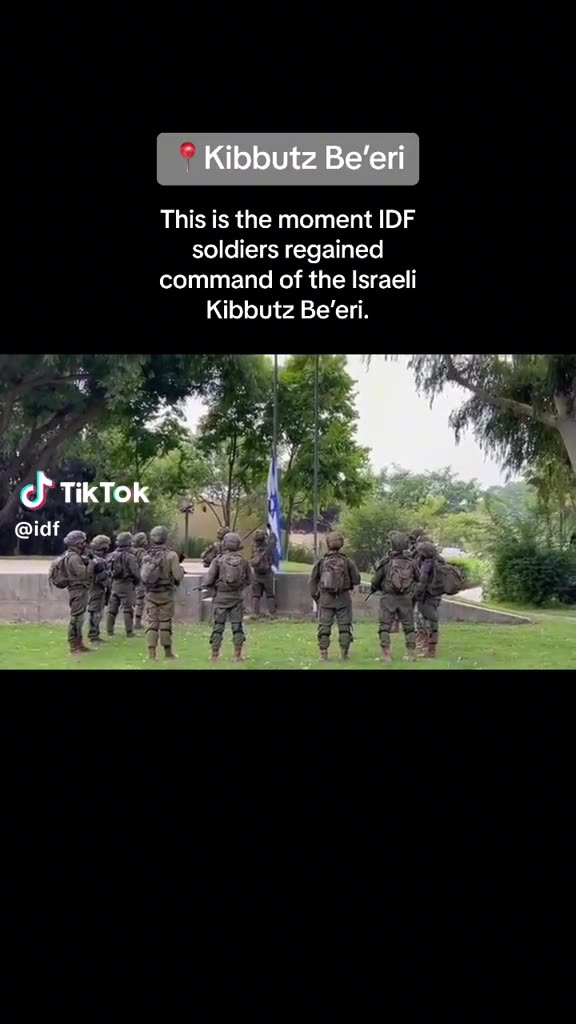 📍Kibbutz Be’eri
This is the moment IDF
soldiers regained
command of the Israeli
Kibbutz Be’eri.
TikTok
@idf